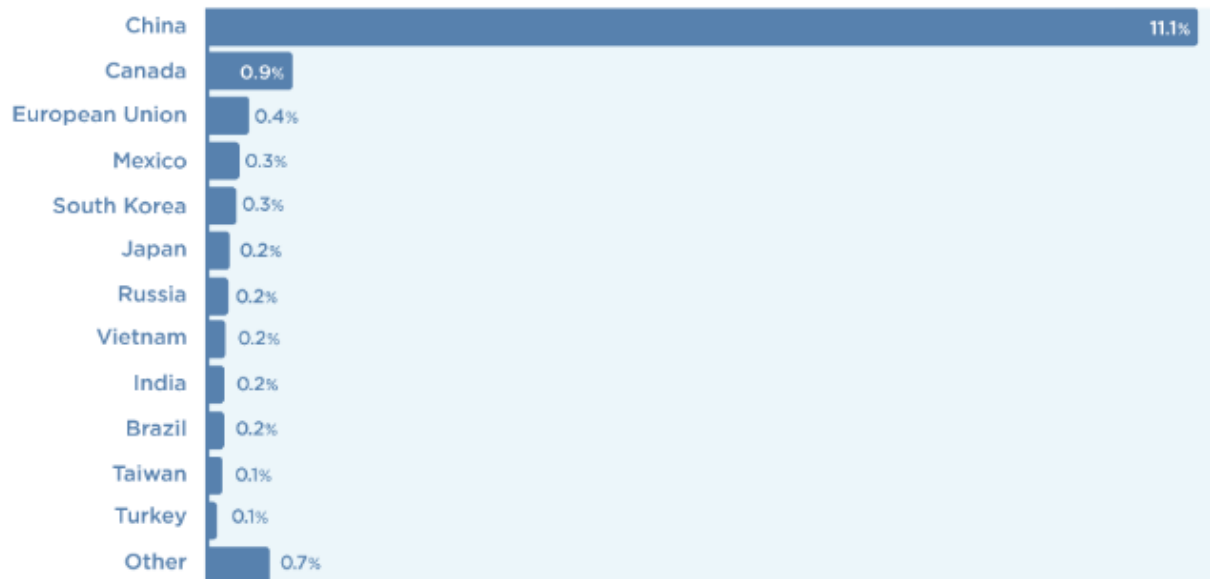 China 11.1%
Canada 0.9%
European Union 0.4%
Mexico 0.3%
South Korea 0.3%
Japan 0.2%
Russia 0.2%
Vietnam 0.2%
India 0.2%
Brazil 0.2%
Taiwan 0.1%
Turkey 0.1%
Other 0.7%